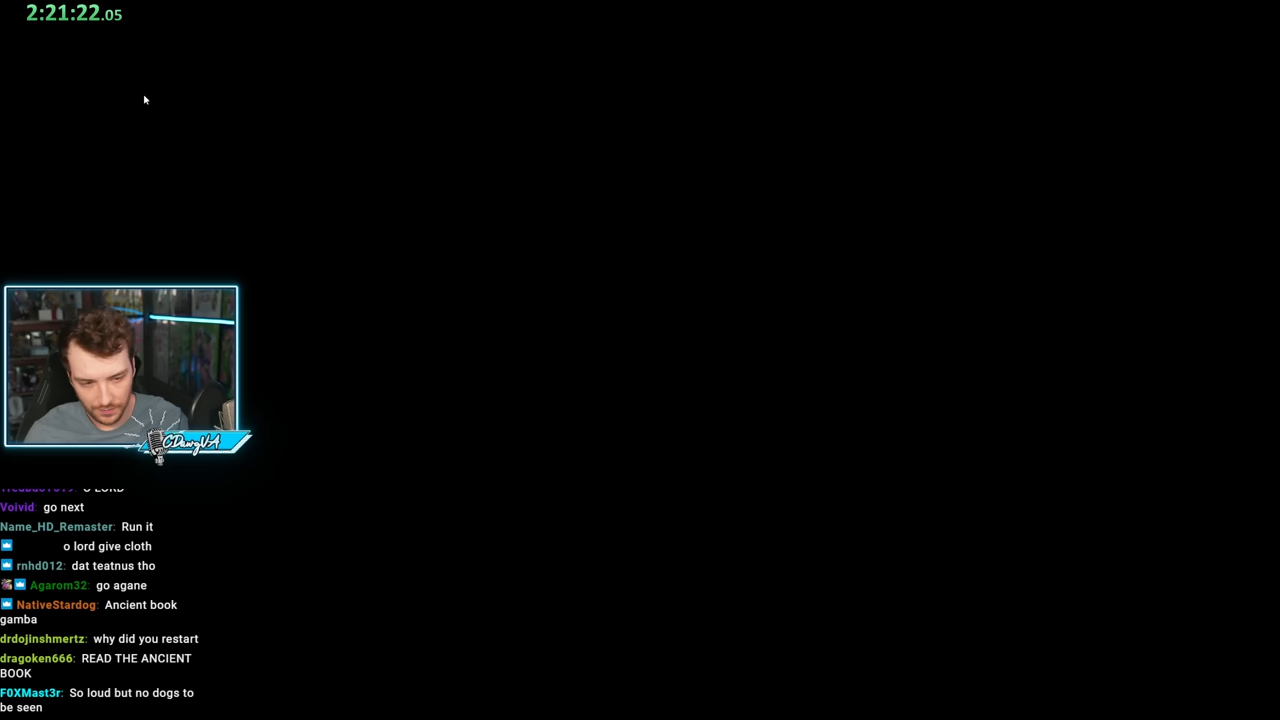 2:21:22.05
CDawgVA
Voivid: go next
Name_HD_Remaster: Run it
o lord give cloth
rnhd012: dat teatnus tho
Agarom32: go agane
NativeStardog: Ancient book
gamba
drdojinshmertz: why did you restart
dragoken666: READ THE ANCIENT
BOOK
F0XMast3r: So loud but no dogs to
be seen